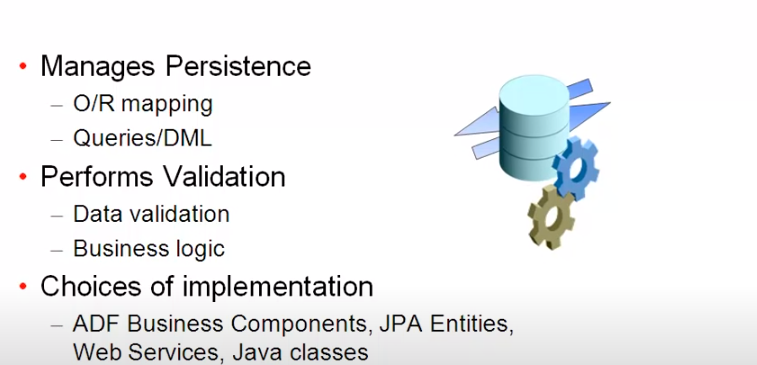 • Manages Persistence
– O/R mapping
– Queries/DML
• Performs Validation
– Data validation
– Business logic
• Choices of implementation
– ADF Business Components, JPA Entities,
Web Services, Java classes